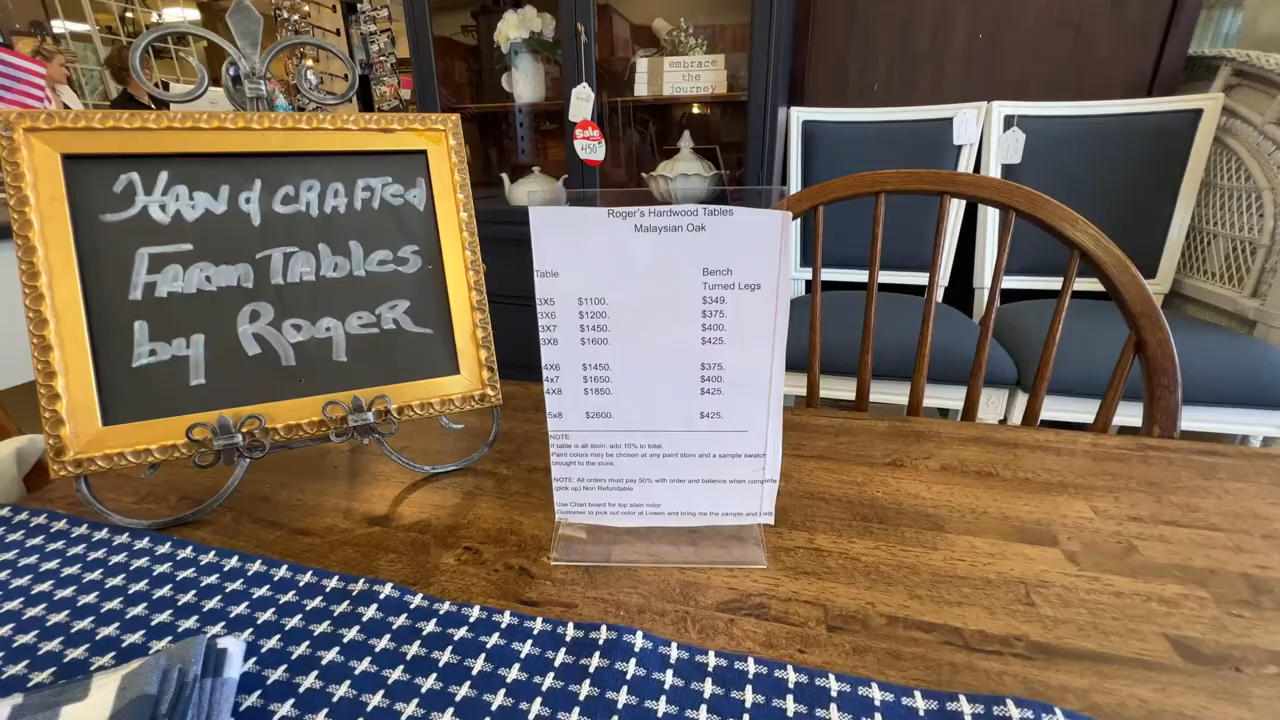 HANdCRAFTed
FARM TAbles
by RogeR
embrace
the
journey
Sale
450
Roger's Hardwood Tables
Malaysian Oak
Table Bench
Turned Legs
3X5 $1100. $349.
3X6 $1200. $375.
3X7 $1450. $400.
3X8 $1600. $425.
4X6 $1450. $375.
4x7 $1650. $400.
4X8 $1850. $425.
5x8 $2600. $425.
NOTE:
If table is all stain: add 10% to total.
Paint colors may be chosen at any paint store and a sample swatch
brought to the store.
NOTE: All orders must pay 50% with order and balance when complete
(pick up) Non Refundable
Use Chart board for top stain color
Customer to pick out color at Lowes and bring me the sample and I will